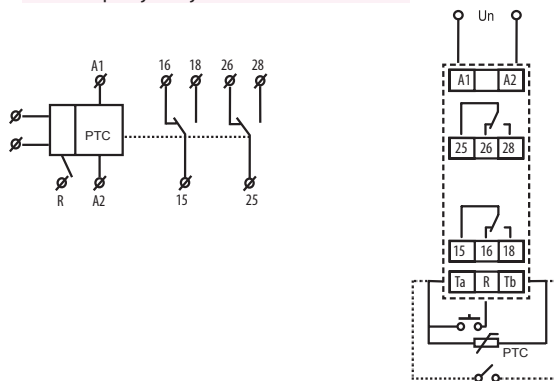 Un
A1 16 18 26 28
PTC
R A2 15 25
A1 A2
25 26 28
15 16 18
Ta R Tb
PTC